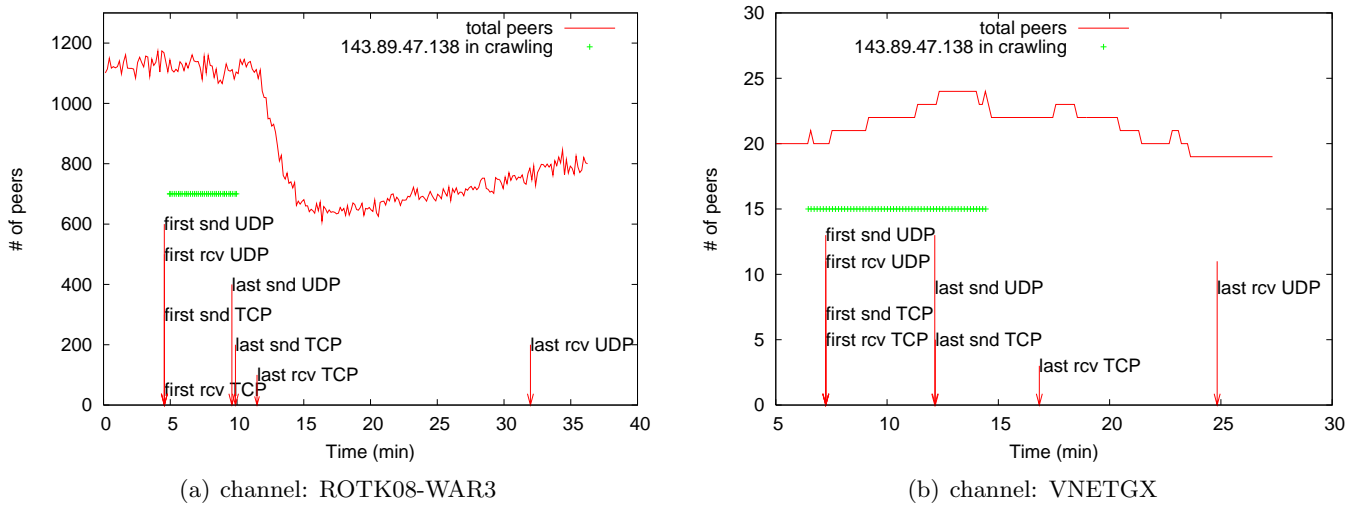 total peers
143.89.47.138 in crawling
1200
1000
800
600
400
200
0
# of peers
first snd UDP
first rcv UDP
last snd UDP
first snd TCP
last snd TCP
last rcv UDP
last rcv TCP
first rcv TCP
0 5 10 15 20 25 30 35 40
Time (min)
(a) channel: ROTK08-WAR3
total peers
143.89.47.138 in crawling
30
25
20
15
10
5
0
# of peers
first snd UDP
first rcv UDP
last snd UDP
last rcv UDP
first snd TCP
first rcv TCP
last snd TCP
last rcv TCP
5 10 15 20 25 30
Time (min)
(b) channel: VNETGX